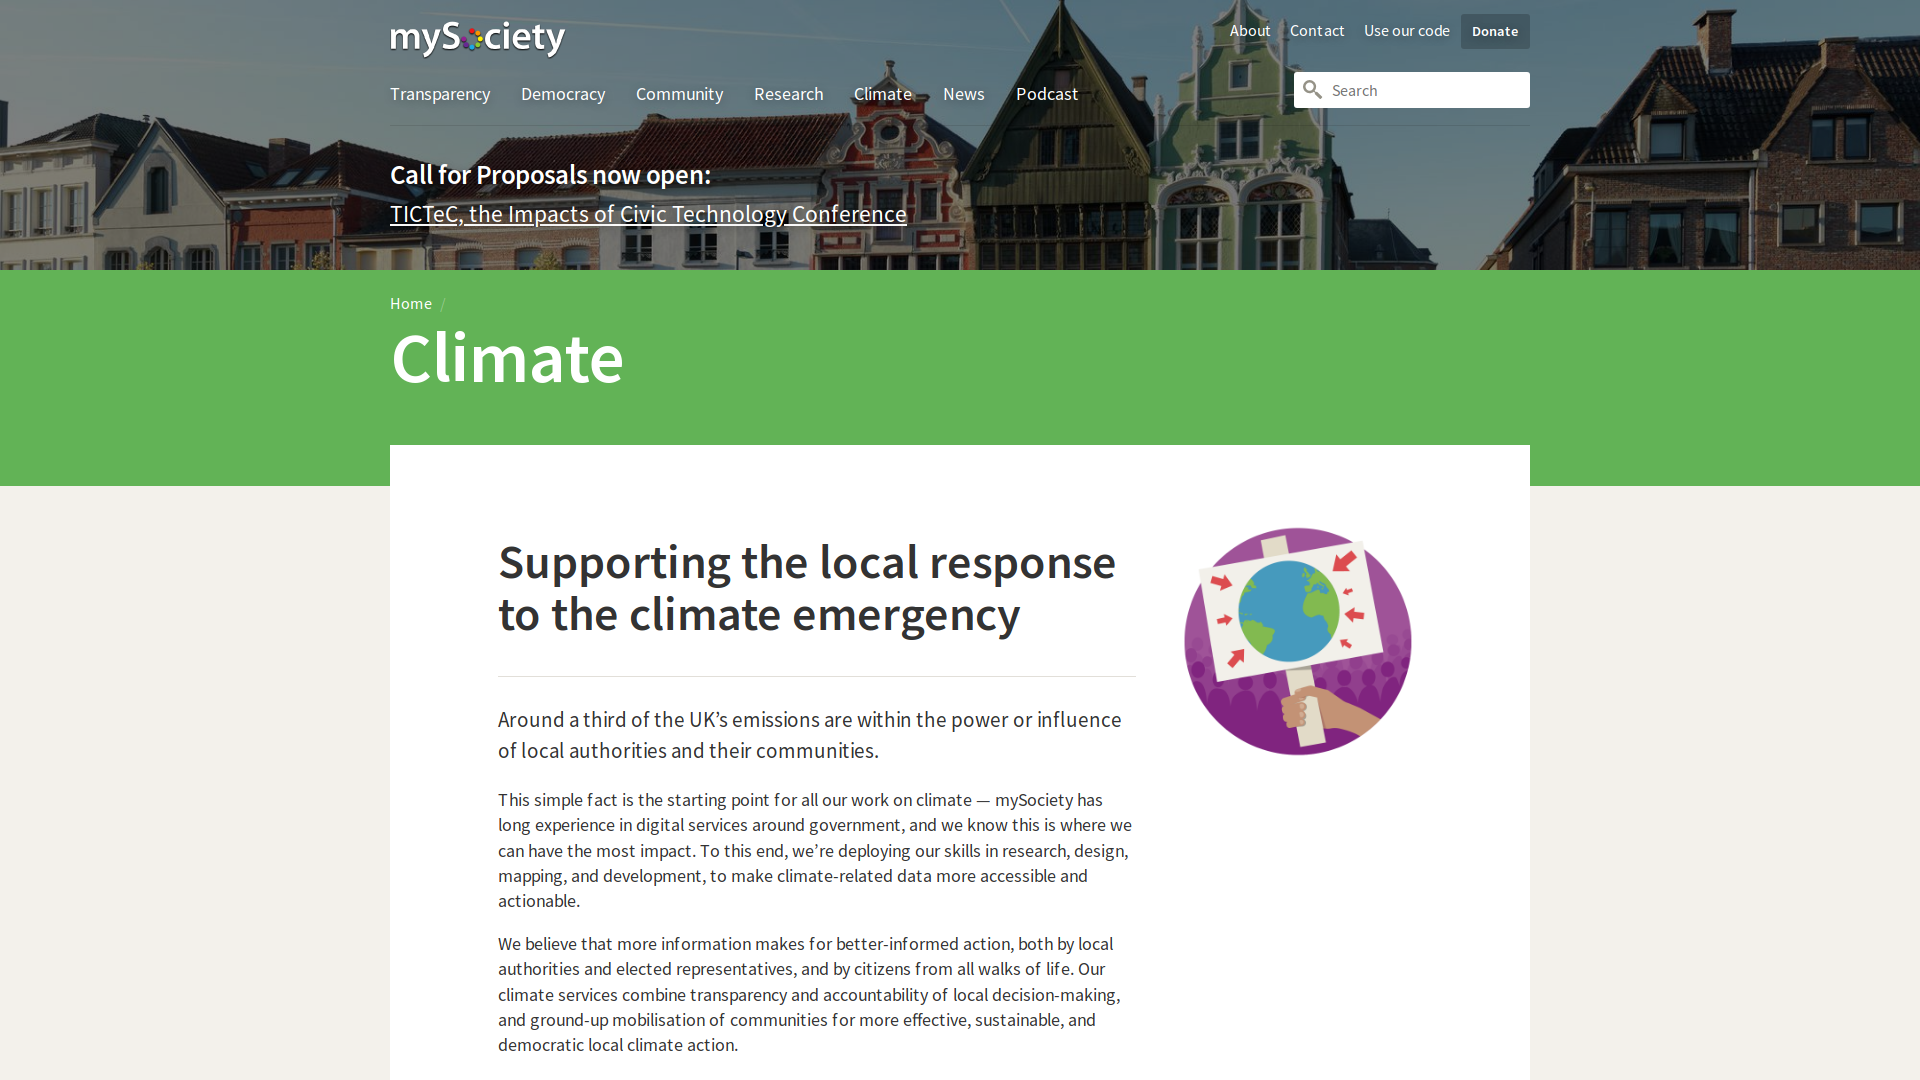 mySociety
About
Contact
Use our code
Donate
Transparency
Democracy
Community
Research
Climate
News
Podcast
Search
Call for Proposals now open:
TICTeC, the Impacts of Civic Technology Conference
Home /
Climate
Supporting the local response
to the climate emergency
Around a third of the UK’s emissions are within the power or influence
of local authorities and their communities.
This simple fact is the starting point for all our work on climate — mySociety has
long experience in digital services around government, and we know this is where we
can have the most impact. To this end, we’re deploying our skills in research, design,
mapping, and development, to make climate-related data more accessible and
actionable.
We believe that more information makes for better-informed action, both by local
authorities and elected representatives, and by citizens from all walks of life. Our
climate services combine transparency and accountability of local decision-making,
and ground-up mobilisation of communities for more effective, sustainable, and
democratic local climate action.